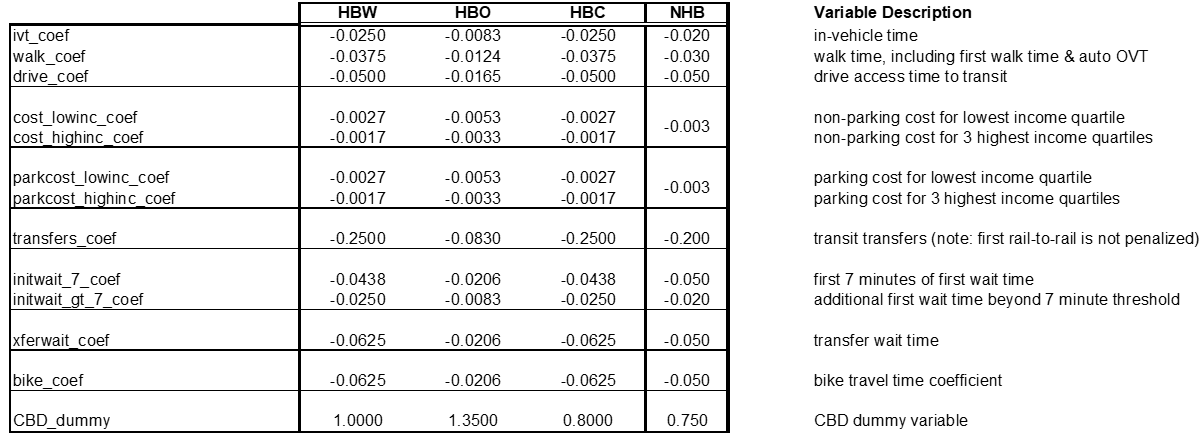 HBW HBO HBC NHB Variable Description
ivt_coef -0.0250 -0.0083 -0.0250 -0.020 in-vehicle time
walk_coef -0.0375 -0.0124 -0.0375 -0.030 walk time, including first walk time & auto OVT
drive_coef -0.0500 -0.0165 -0.0500 -0.050 drive access time to transit
cost_lowinc_coef -0.0027 -0.0053 -0.0027 non-parking cost for lowest income quartile
-0.003
cost_highinc_coef -0.0017 -0.0033 -0.0017 non-parking cost for 3 highest income quartiles
parkcost_lowinc_coef -0.0027 -0.0053 -0.0027 parking cost for lowest income quartile
-0.003
parkcost_highinc_coef -0.0017 -0.0033 -0.0017 parking cost for 3 highest income quartiles
transfers_coef -0.2500 -0.0830 -0.2500 -0.200 transit transfers (note: first rail-to-rail is not penalized)
initwait_7_coef -0.0438 -0.0206 -0.0438 -0.050 first 7 minutes of first wait time
initwait_gt_7_coef -0.0250 -0.0083 -0.0250 -0.020 additional first wait time beyond 7 minute threshold
xferwait_coef -0.0625 -0.0206 -0.0625 -0.050 transfer wait time
bike_coef -0.0625 -0.0206 -0.0625 -0.050 bike travel time coefficient
CBD_dummy 1.0000 1.3500 0.8000 0.750 CBD dummy variable